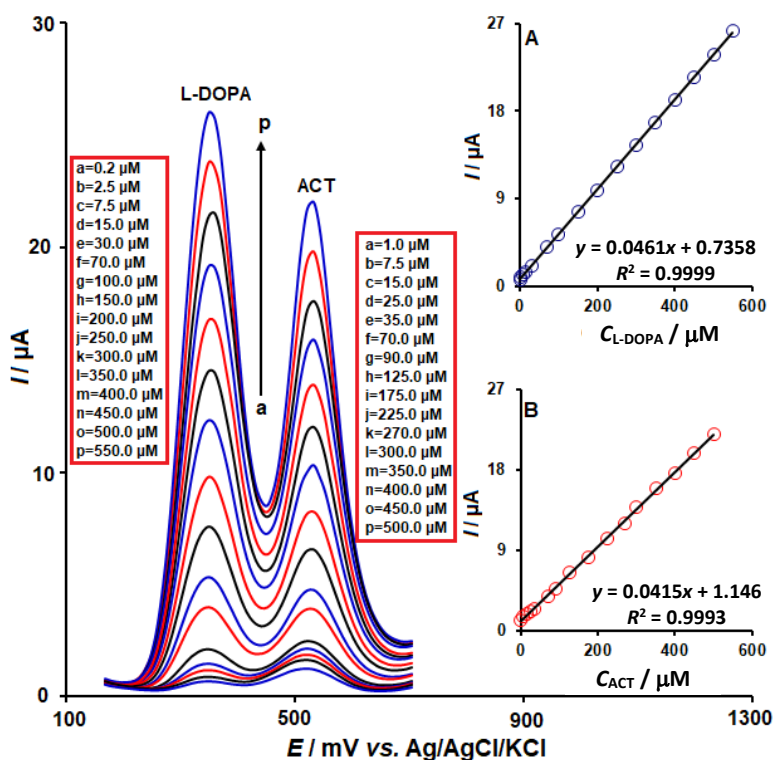 30
20
10
0
I / µA
100
500
900
1300
E / mV vs. Ag/AgCl/KCl
L-DOPA
p
a
ACT
a=0.2 µM
b=2.5 µM
c=7.5 µM
d=15.0 µM
e=30.0 µM
f=70.0 µM
g=100.0 µM
h=150.0 µM
i=200.0 µM
j=250.0 µM
k=300.0 µM
l=350.0 µM
m=400.0 µM
n=450.0 µM
o=500.0 µM
p=550.0 µM
a=1.0 µM
b=7.5 µM
c=15.0 µM
d=25.0 µM
e=35.0 µM
f=70.0 µM
g=90.0 µM
h=125.0 µM
i=175.0 µM
j=225.0 µM
k=270.0 µM
l=300.0 µM
m=350.0 µM
n=400.0 µM
o=450.0 µM
p=500.0 µM
A
27
18
9
0
I / µA
y = 0.0461x + 0.7358
R² = 0.9999
0
200
400
600
C L-DOPA / µM
B
27
18
9
0
I / µA
y = 0.0415x + 1.146
R² = 0.9993
0
200
400
600
C ACT / µM